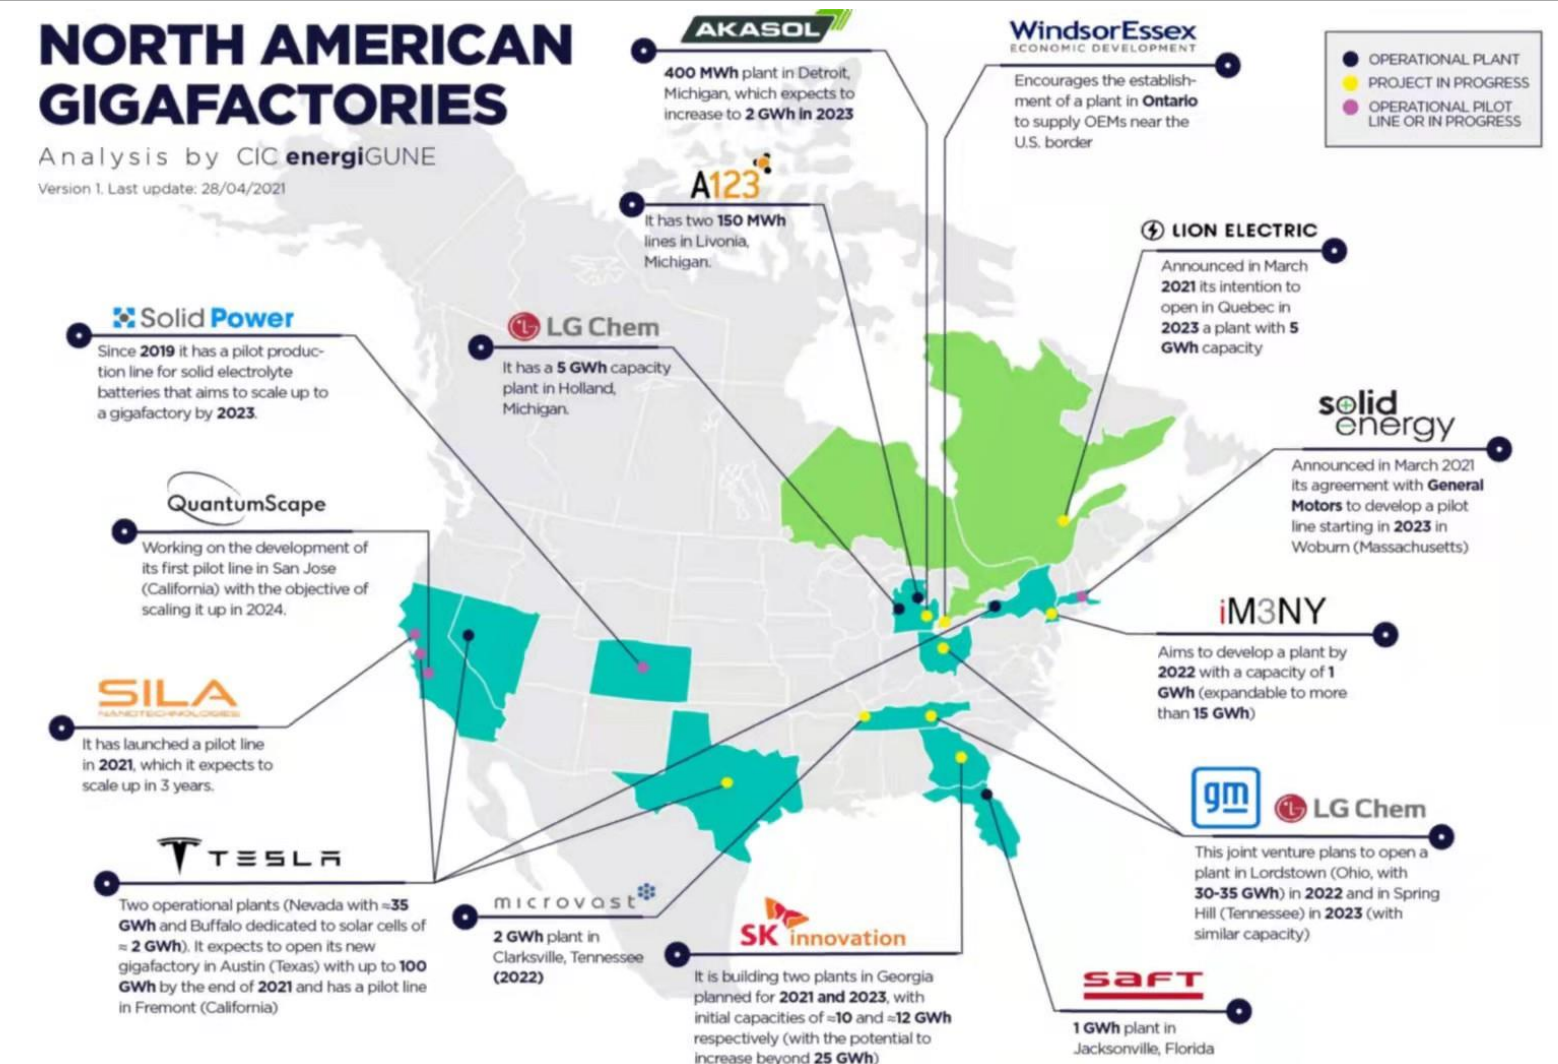 NORTH AMERICAN
GIGAFACTORIES
Analysis by CIC energiGUNE
Version 1. Last update: 28/04/2021
AKASOL
400 MWh plant in Detroit,
Michigan, which expects to
increase to 2 GWh in 2023
WindsorEssex
ECONOMIC DEVELOPMENT
Encourages the establish-
ment of a plant in Ontario
to supply OEMs near the
U.S. border
OPERATIONAL PLANT
PROJECT IN PROGRESS
OPERATIONAL PILOT
LINE OR IN PROGRESS
A123
It has two 150 MWh
lines in Livonia,
Michigan.
LION ELECTRIC
Announced in March
2021 its intention to
open in Quebec in
2023 a plant with 5
GWh capacity
Solid Power
Since 2019 it has a pilot produc-
tion line for solid electrolyte
batteries that aims to scale up to
a gigafactory by 2023.
LG Chem
It has a 5 GWh capacity
plant in Holland,
Michigan.
solid
energy
Announced in March 2021
its agreement with General
Motors to develop a pilot
line starting in 2023 in
Woburn (Massachusetts)
QuantumScape
Working on the development of
its first pilot line in San Jose
(California) with the objective of
scaling it up in 2024.
iM3NY
Aims to develop a plant by
2022 with a capacity of 1
GWh (expandable to more
than 15 GWh)
SILA
NANOTECHNOLOGIES
It has launched a pilot line
in 2021, which it expects to
scale up in 3 years.
gm LG Chem
This joint venture plans to open a
plant in Lordstown (Ohio, with
30-35 GWh) in 2022 and in Spring
Hill (Tennessee) in 2023 (with
similar capacity)
TESLA
Two operational plants (Nevada with ≈35
GWh and Buffalo dedicated to solar cells of
≈ 2 GWh). It expects to open its new
gigafactory in Austin (Texas) with up to 100
GWh by the end of 2021 and has a pilot line
in Fremont (California)
microvast
2 GWh plant in
Clarksville, Tennessee
(2022)
SK innovation
It is building two plants in Georgia
planned for 2021 and 2023, with
initial capacities of ≈10 and ≈12 GWh
respectively (with the potential to
increase beyond 25 GWh)
saft
1 GWh plant in
Jacksonville, Florida